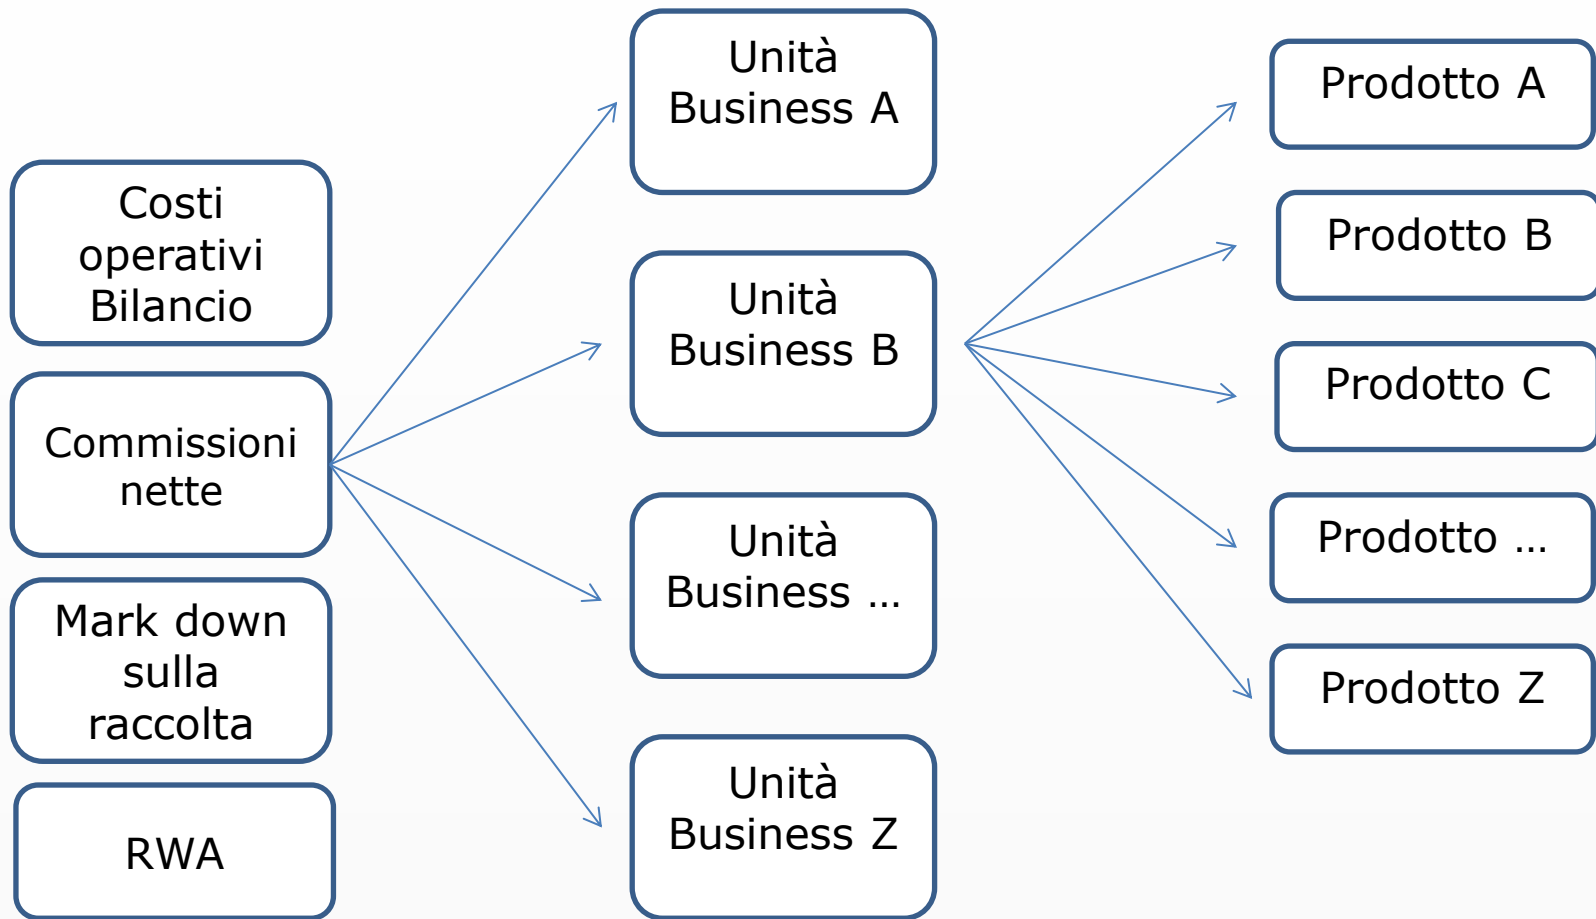 Costi
operativi
Bilancio
Commissioni
nette
Mark down
sulla
raccolta
RWA
Unità
Business A
Unità
Business B
Unità
Business …
Unità
Business Z
Prodotto A
Prodotto B
Prodotto C
Prodotto …
Prodotto Z